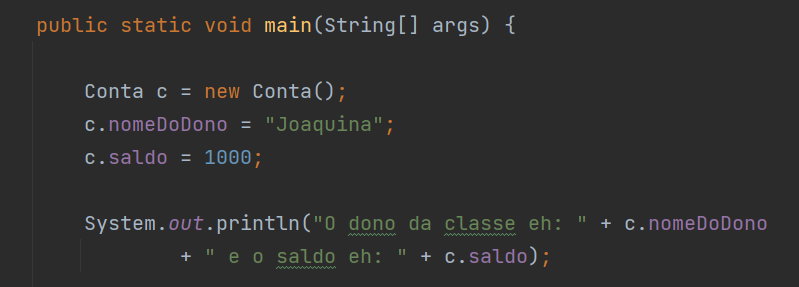 public static void main(String[] args) {
Conta c = new Conta();
c.nomeDoDono = "Joaquina";
c.saldo = 1000;
System.out.println("O dono da classe eh: " + c.nomeDoDono
+ " e o saldo eh: " + c.saldo);